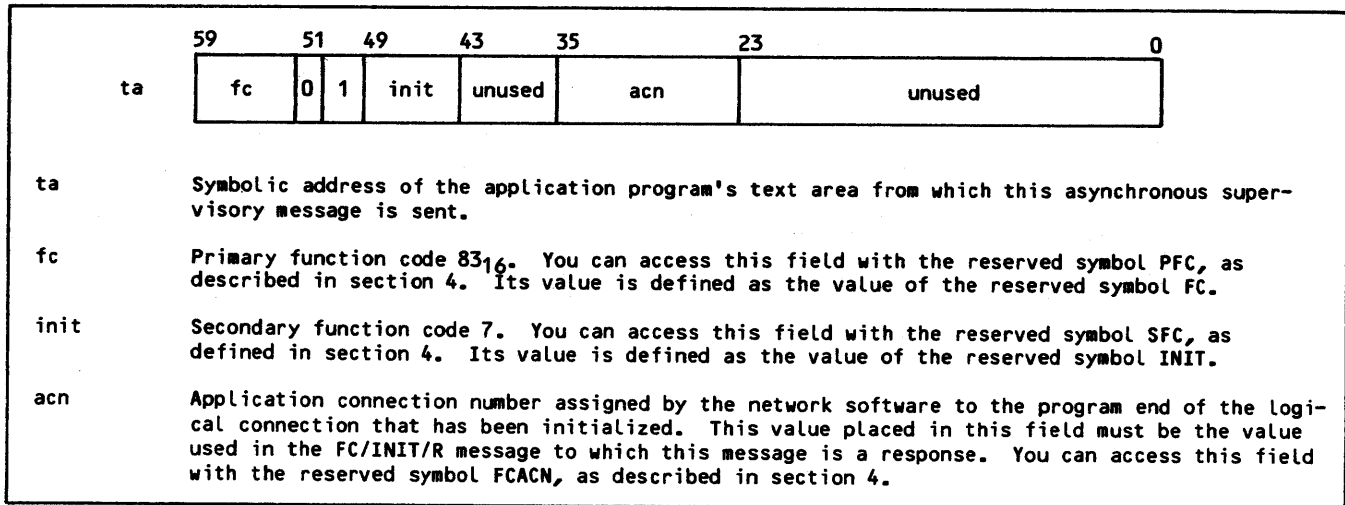 59 51 49 43 35 23 0
ta fc 0 1 init unused acn unused
ta Symbolic address of the application program's text area from which this asynchronous super-
visory message is sent.
fc Primary function code 8316. You can access this field with the reserved symbol PFC, as
described in section 4. Its value is defined as the value of the reserved symbol FC.
init Secondary function code 7. You can access this field with the reserved symbol SFC, as
defined in section 4. Its value is defined as the value of the reserved symbol INIT.
acn Application connection number assigned by the network software to the program end of the logi-
cal connection that has been initialized. This value placed in this field must be the value
used in the FC/INIT/R message to which this message is a response. You can access this field
with the reserved symbol FCACN, as described in section 4.